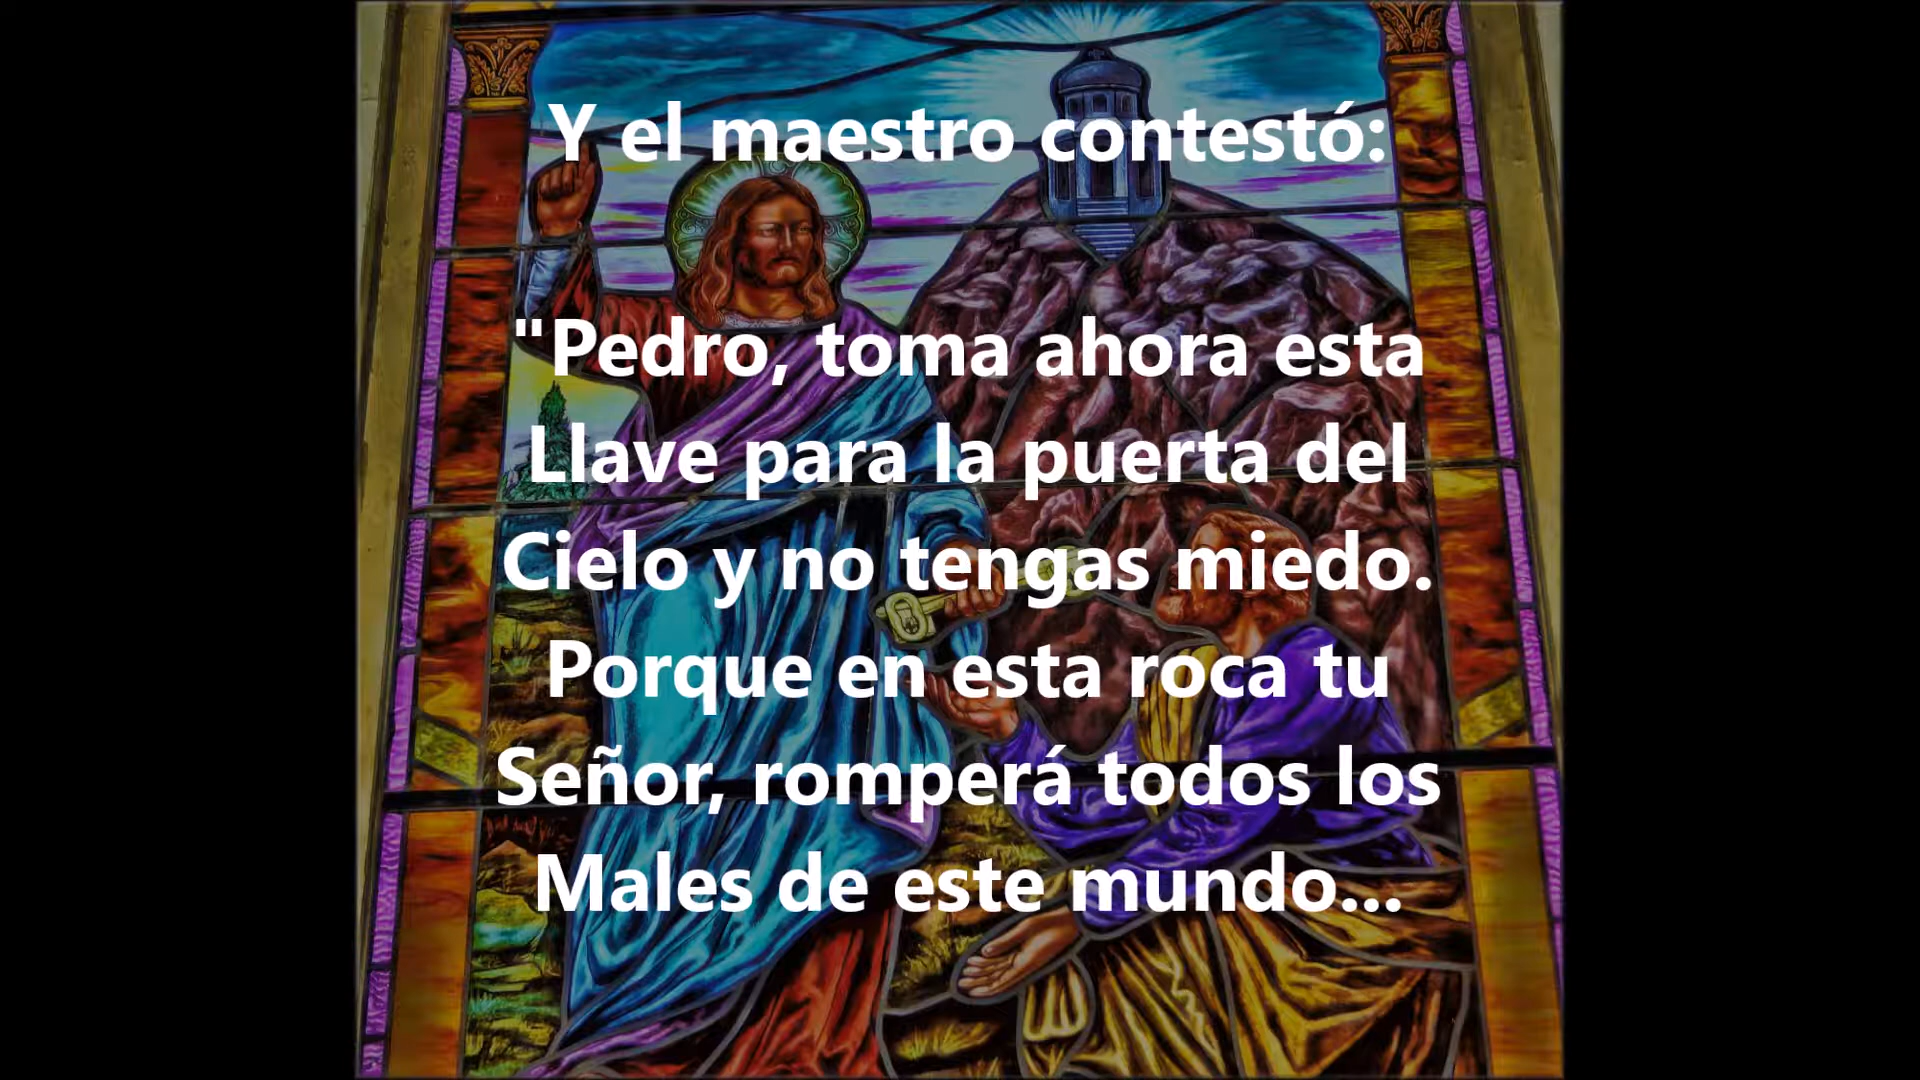 Y el maestro contestó:
"Pedro, toma ahora esta
Llave para la puerta del
Cielo y no tengas miedo.
Porque en esta roca tu
Señor, romperá todos los
Males de este mundo...